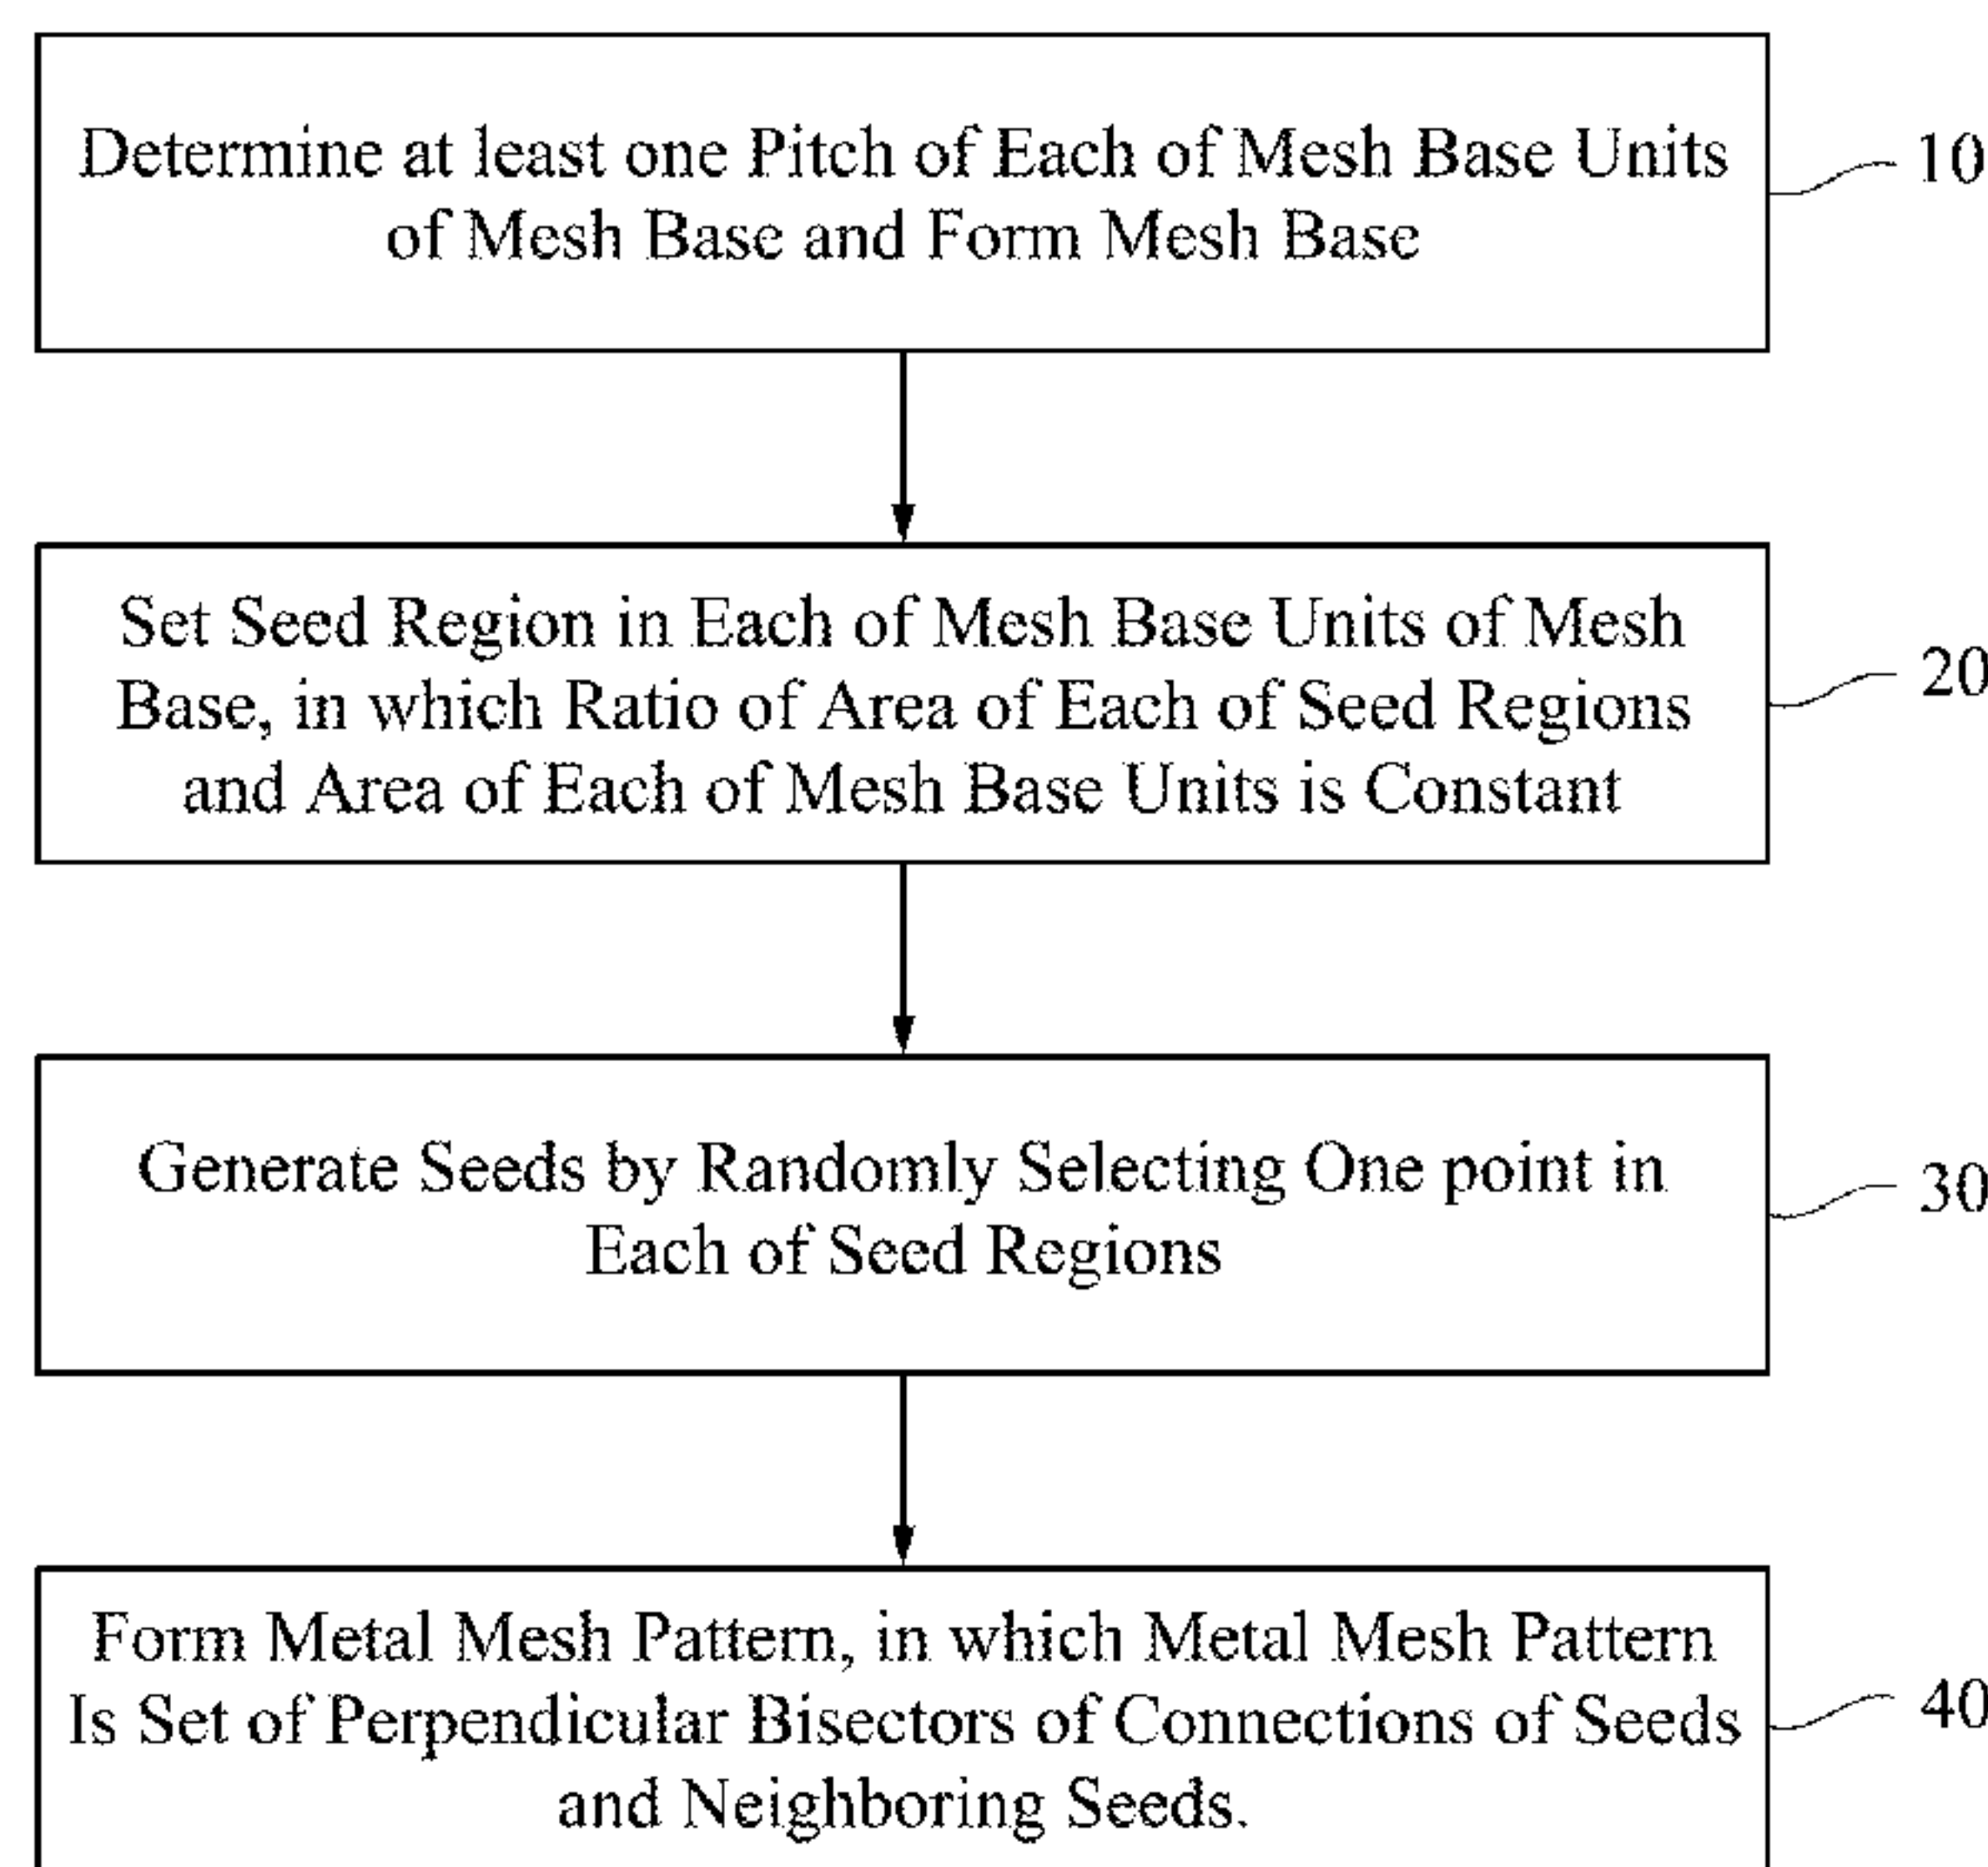 Determine at least one Pitch of Each of Mesh Base Units
of Mesh Base and Form Mesh Base
10
Set Seed Region in Each of Mesh Base Units of Mesh
Base, in which Ratio of Area of Each of Seed Regions
and Area of Each of Mesh Base Units is Constant
20
Generate Seeds by Randomly Selecting One point in
Each of Seed Regions
30
Form Metal Mesh Pattern, in which Metal Mesh Pattern
Is Set of Perpendicular Bisectors of Connections of Seeds
and Neighboring Seeds.
40